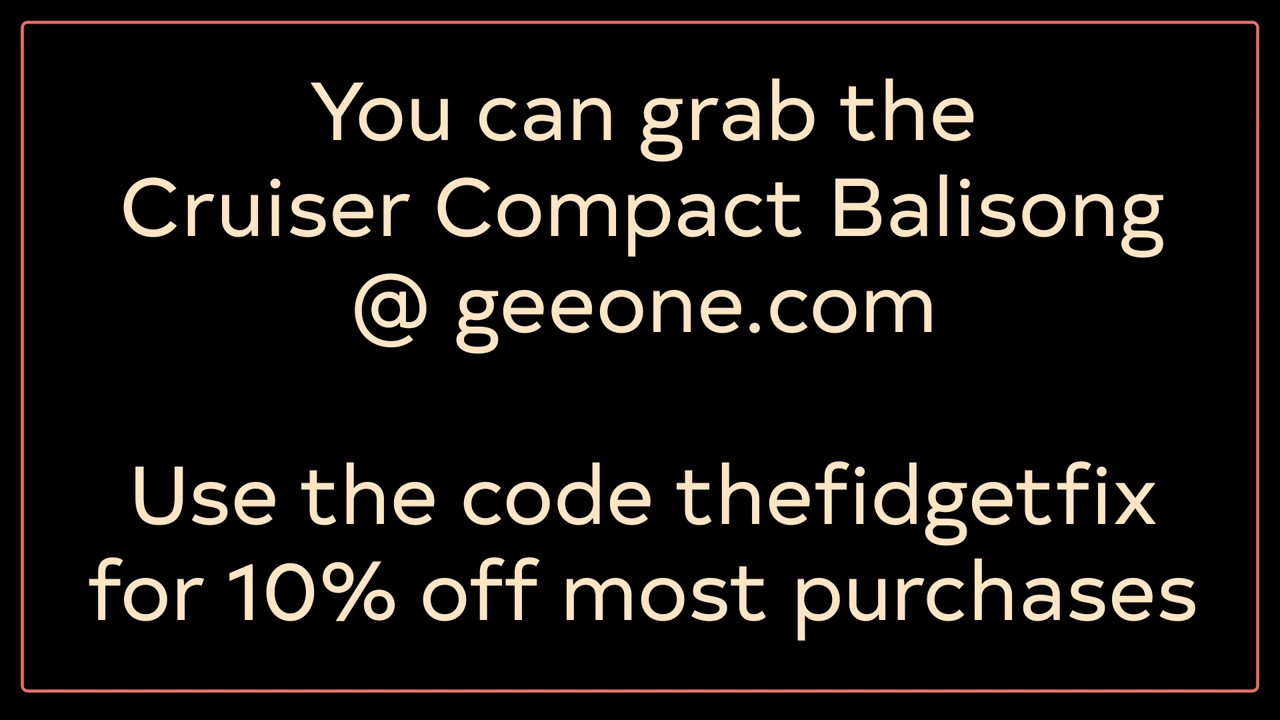 You can grab the
Cruiser Compact Balisong
@ geeone.com
Use the code thefidgetfix
for 10% off most purchases